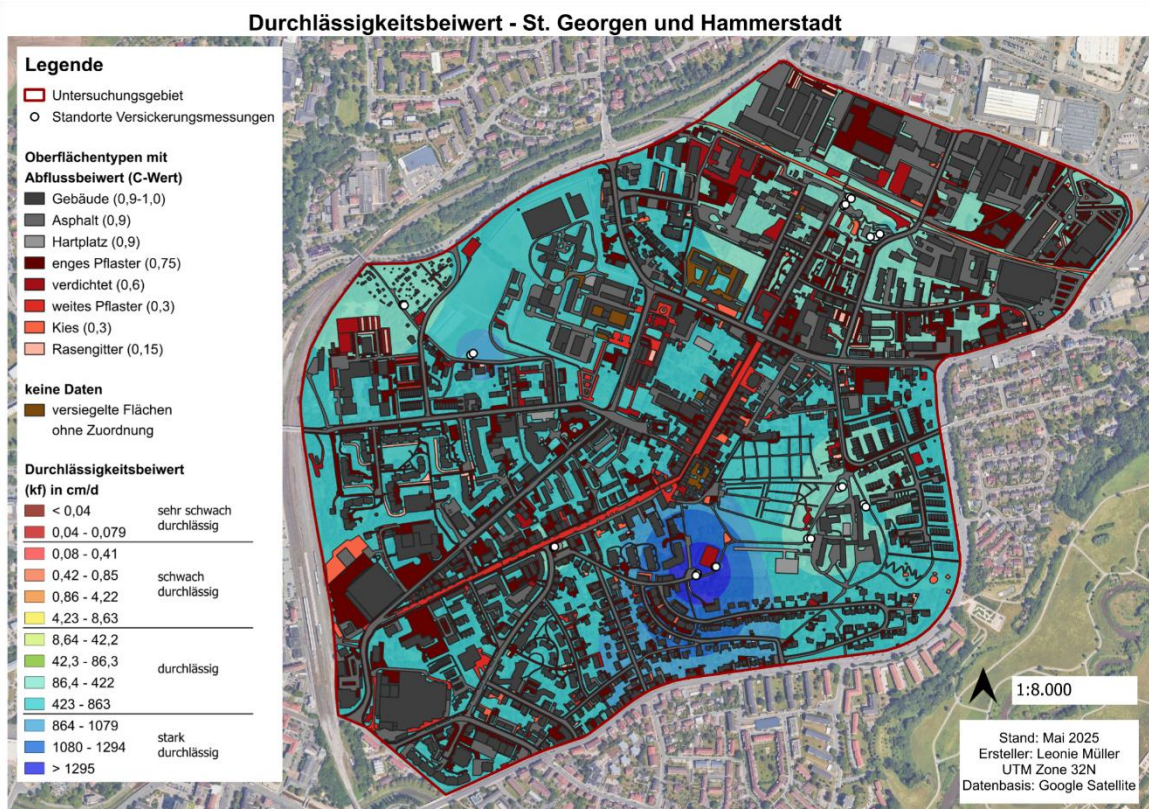 Durchlässigkeitsbeiwert - St. Georgen und Hammerstadt
Legende
Untersuchungsgebiet
Standorte Versickerungsmessungen
Oberflächentypen mit
Abflussbeiwert (C-Wert)
Gebäude (0,9-1,0)
Asphalt (0,9)
Hartplatz (0,9)
enges Pflaster (0,75)
verdichtet (0,6)
weites Pflaster (0,3)
Kies (0,3)
Rasengitter (0,15)
keine Daten
versiegelte Flächen
ohne Zuordnung
Durchlässigkeitsbeiwert
(kf) in cm/d
< 0,04
0,04 - 0,079
sehr schwach
durchlässig
0,08 - 0,41
0,42 - 0,85
0,86 - 4,22
4,23 - 8,63
schwach
durchlässig
8,64 - 42,2
42,3 - 86,3
86,4 - 422
423 - 863
durchlässig
864 - 1079
1080 - 1294
> 1295
stark
durchlässig
1:8.000
Stand: Mai 2025
Ersteller: Leonie Müller
UTM Zone 32N
Datenbasis: Google Satellite